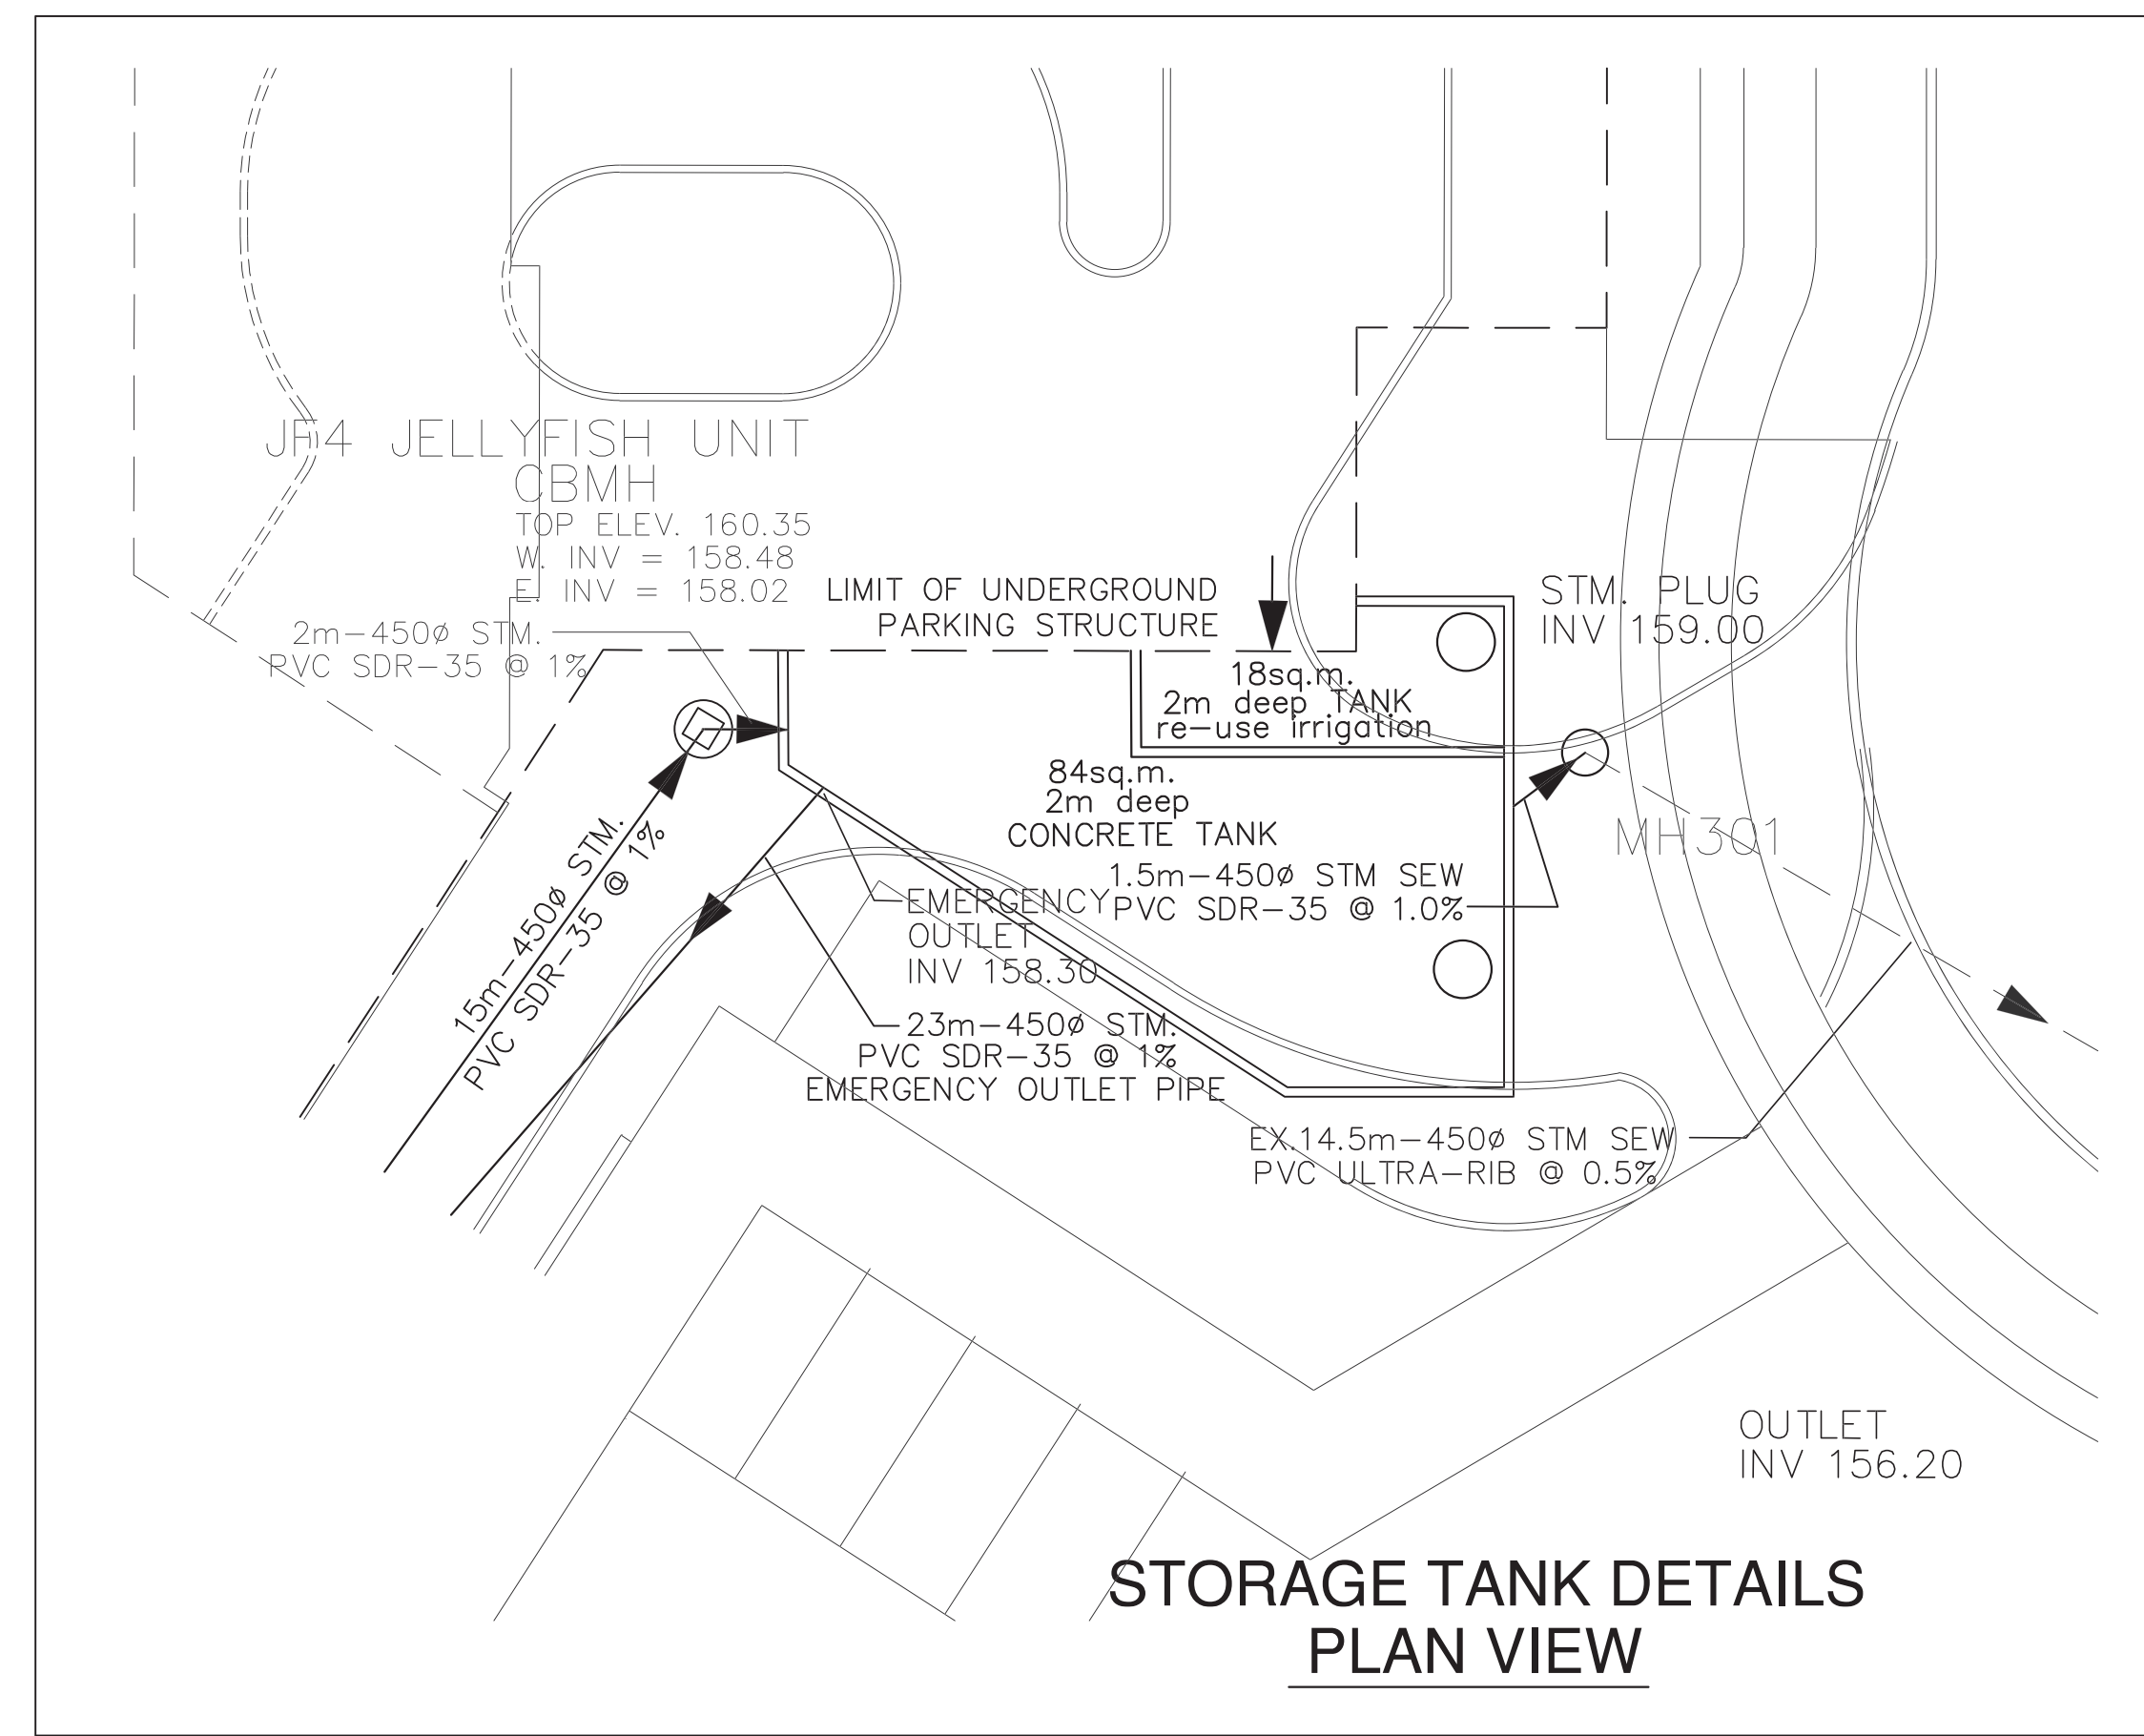 JF4 JELLYFISH UNIT
CBMH
TOP ELEV. 160.35
W. INV = 158.48
E. INV = 158.02
2m-450ø STM.
PVC SDR-35 @ 1%
LIMIT OF UNDERGROUND
PARKING STRUCTURE
STM. PLUG
INV 159.00
18sq.m.
2m deep TANK
re-use irrigation
84sq.m.
2m deep
CONCRETE TANK
MH301
1.5m-450ø STM SEW
PVC SDR-35 @ 1.0%
15m-450ø STM.
PVC SDR-35 @ 1%
EMERGENCY
OUTLET
INV 158.30
23m-450ø STM.
PVC SDR-35 @ 1%
EMERGENCY OUTLET PIPE
EX.14.5m-450ø STM SEW
PVC ULTRA-RIB @ 0.5%
OUTLET
INV 156.20
STORAGE TANK DETAILS
PLAN VIEW